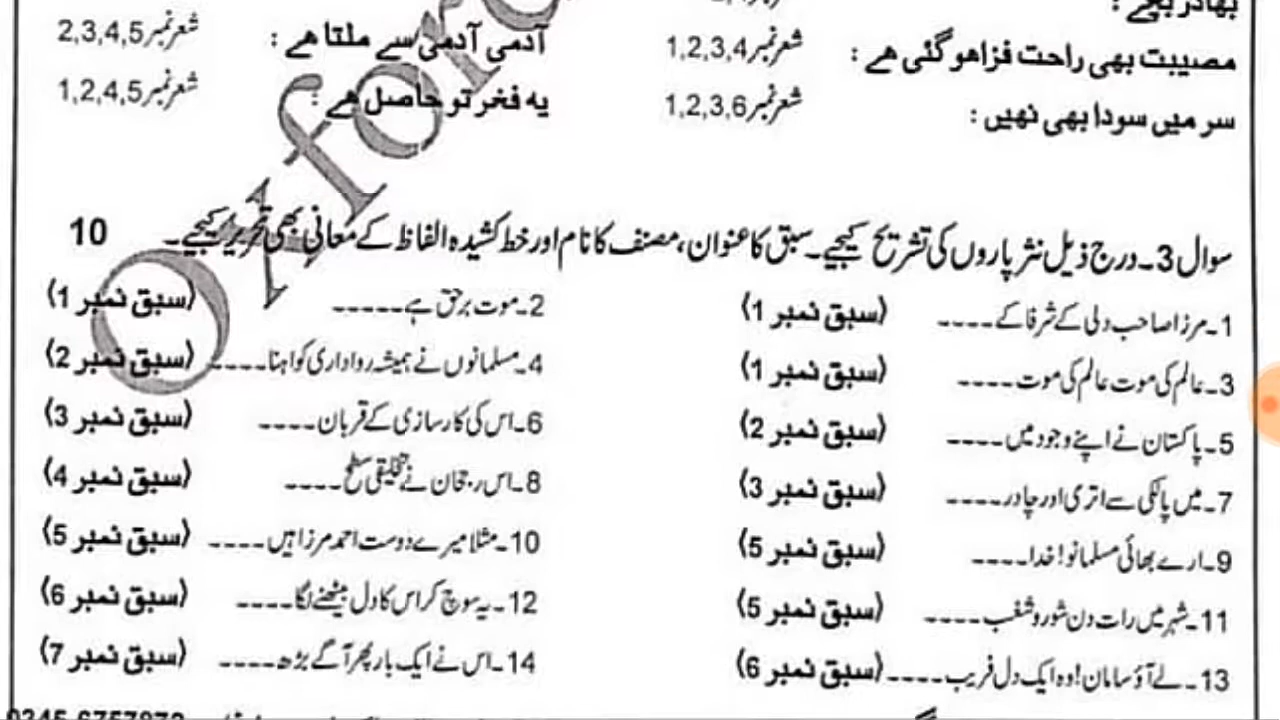 بہادر بچے :
مصیبت بھی راحت فزا ہو گئی ہے : شعر نمبر 1,2,3,4 آدمی آدمی سے ملتا ہے : شعر نمبر 2,3,4,5
سر میں سودا بھی نہیں : شعر نمبر 1,2,3,6 یہ فخر تو حاصل ہے : شعر نمبر 1,2,4,5
سوال 3۔ درج ذیل نثر پاروں کی تشریح کیجیے۔ سبق کا عنوان، مصنف کا نام اور خط کشیدہ الفاظ کے معانی بھی تحریر کیجیے۔ 10
1۔ مرزا صاحب دلی کے شرفا کے ---- (سبق نمبر 1) 2۔ موت برحق ہے ----- (سبق نمبر 1)
3۔ عالم کی موت عالم کی موت ---- (سبق نمبر 1) 4۔ مسلمانوں نے ہمیشہ رواداری کو اپنا ---- (سبق نمبر 2)
5۔ پاکستان نے اپنے وجود میں ---- (سبق نمبر 2) 6۔ اس کی کارسازی کے قربان ---- (سبق نمبر 3)
7۔ میں پالکی سے اتری اور چادر ---- (سبق نمبر 3) 8۔ اس رجحان نے تخلیقی سطح ---- (سبق نمبر 4)
9۔ ارے بھائی مسلمانو! خدا ---- (سبق نمبر 5) 10۔ مثلا میرے دوست احمد مرزا ہیں ---- (سبق نمبر 5)
11۔ شہر میں رات دن شور و شغب ---- (سبق نمبر 5) 12۔ یہ سوچ کر اس کا دل بیٹھنے لگا ---- (سبق نمبر 6)
13۔ لے آؤ سامان! وہ ایک دل فریب ---- (سبق نمبر 6) 14۔ اس نے ایک بار پھر آگے بڑھ ---- (سبق نمبر 7)